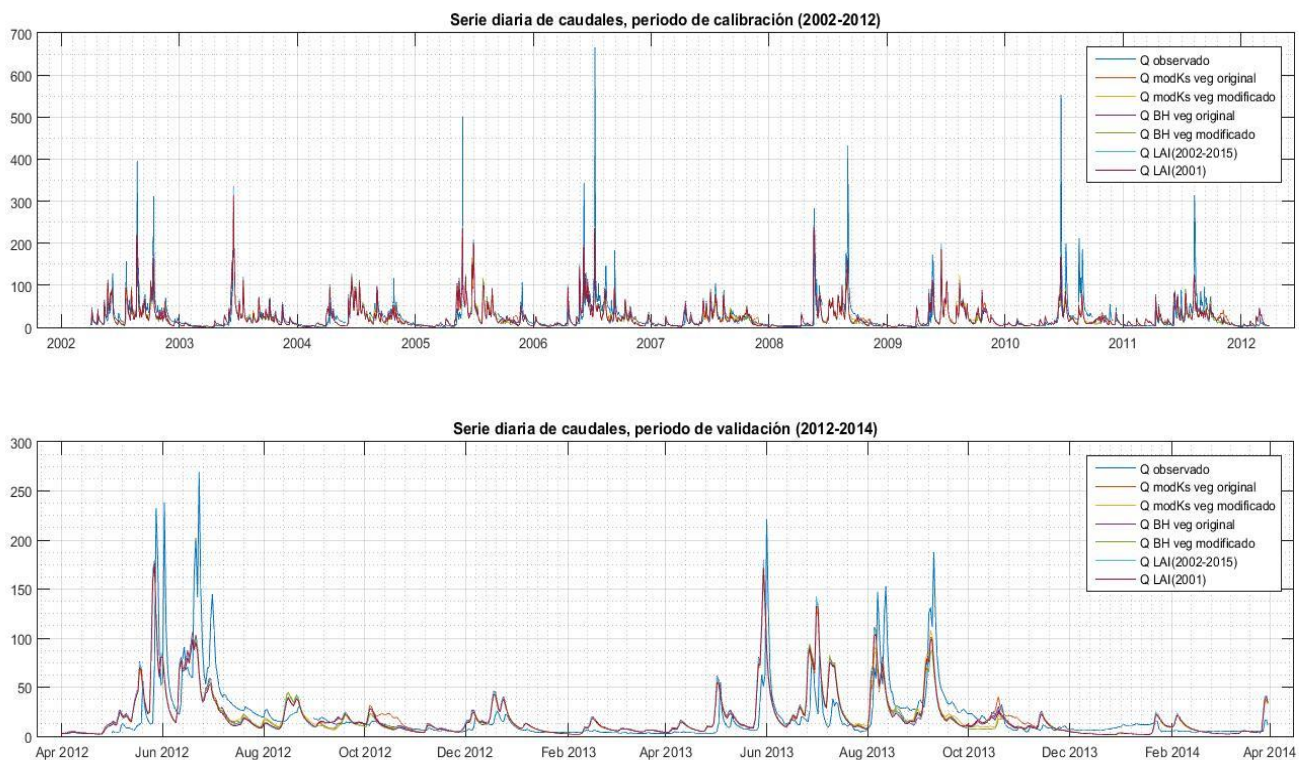 Serie diaria de caudales, periodo de calibración (2002-2012)
700
600
500
400
300
200
100
0
2002 2003 2004 2005 2006 2007 2008 2009 2010 2011 2012
Q observado
Q modKs veg original
Q modKs veg modificado
Q BH veg original
Q BH veg modificado
Q LAI(2002-2015)
Q LAI(2001)
Serie diaria de caudales, periodo de validación (2012-2014)
300
250
200
150
100
50
0
Apr 2012 Jun 2012 Aug 2012 Oct 2012 Dec 2012 Feb 2013 Apr 2013 Jun 2013 Aug 2013 Oct 2013 Dec 2013 Feb 2014 Apr 2014
Q observado
Q modKs veg original
Q modKs veg modificado
Q BH veg original
Q BH veg modificado
Q LAI(2002-2015)
Q LAI(2001)